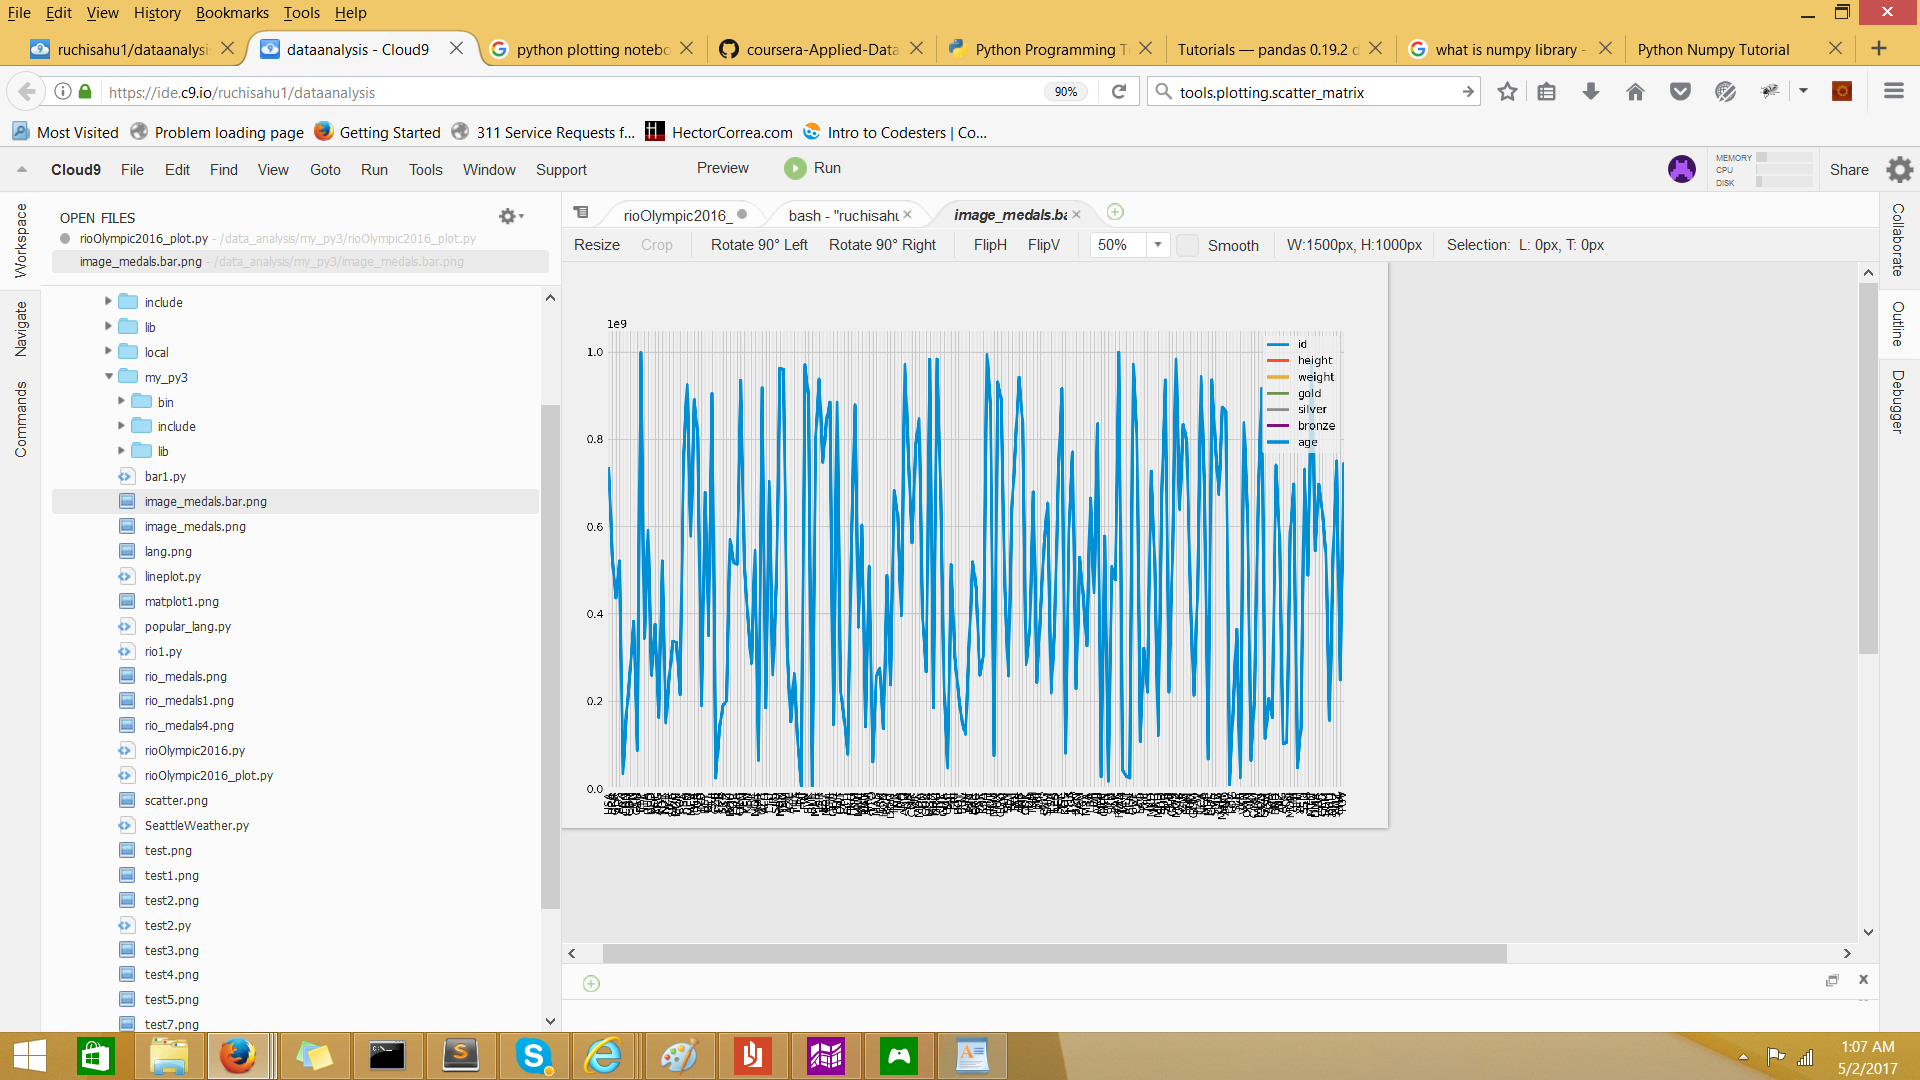 File Edit View History Bookmarks Tools Help
ruchisahu1/dataanalysis dataanalysis - Cloud9 python plotting notebo coursera-Applied-Data Python Programming T Tutorials — pandas 0.19.2 d what is numpy library - Python Numpy Tutorial
https://ide.c9.io/ruchisahu1/dataanalysis 90% tools.plotting.scatter_matrix
Most Visited Problem loading page Getting Started 311 Service Requests f... HectorCorrea.com Intro to Codesters | Co...
Cloud9 File Edit Find View Goto Run Tools Window Support Preview Run MEMORY CPU DISK Share
Workspace
Navigate
Commands
OPEN FILES
rioOlympic2016_plot.py - /data_analysis/my_py3/rioOlympic2016_plot.py
image_medals.bar.png - /data_analysis/my_py3/image_medals.bar.png
include
lib
local
my_py3
bin
include
lib
bar1.py
image_medals.bar.png
image_medals.png
lang.png
lineplot.py
matplot1.png
popular_lang.py
rio1.py
rio_medals.png
rio_medals1.png
rio_medals4.png
rioOlympic2016.py
rioOlympic2016_plot.py
scatter.png
SeattleWeather.py
test.png
test1.png
test2.png
test2.py
test3.png
test4.png
test5.png
test7.png
rioOlympic2016_ bash - "ruchisahu image_medals.ba
Resize Crop Rotate 90° Left Rotate 90° Right FlipH FlipV 50% Smooth W:1500px, H:1000px Selection: L: 0px, T: 0px
1e9
1.0
0.8
0.6
0.4
0.2
0.0
id
height
weight
gold
silver
bronze
age
Collaborate
Outline
Debugger
1:07 AM
5/2/2017